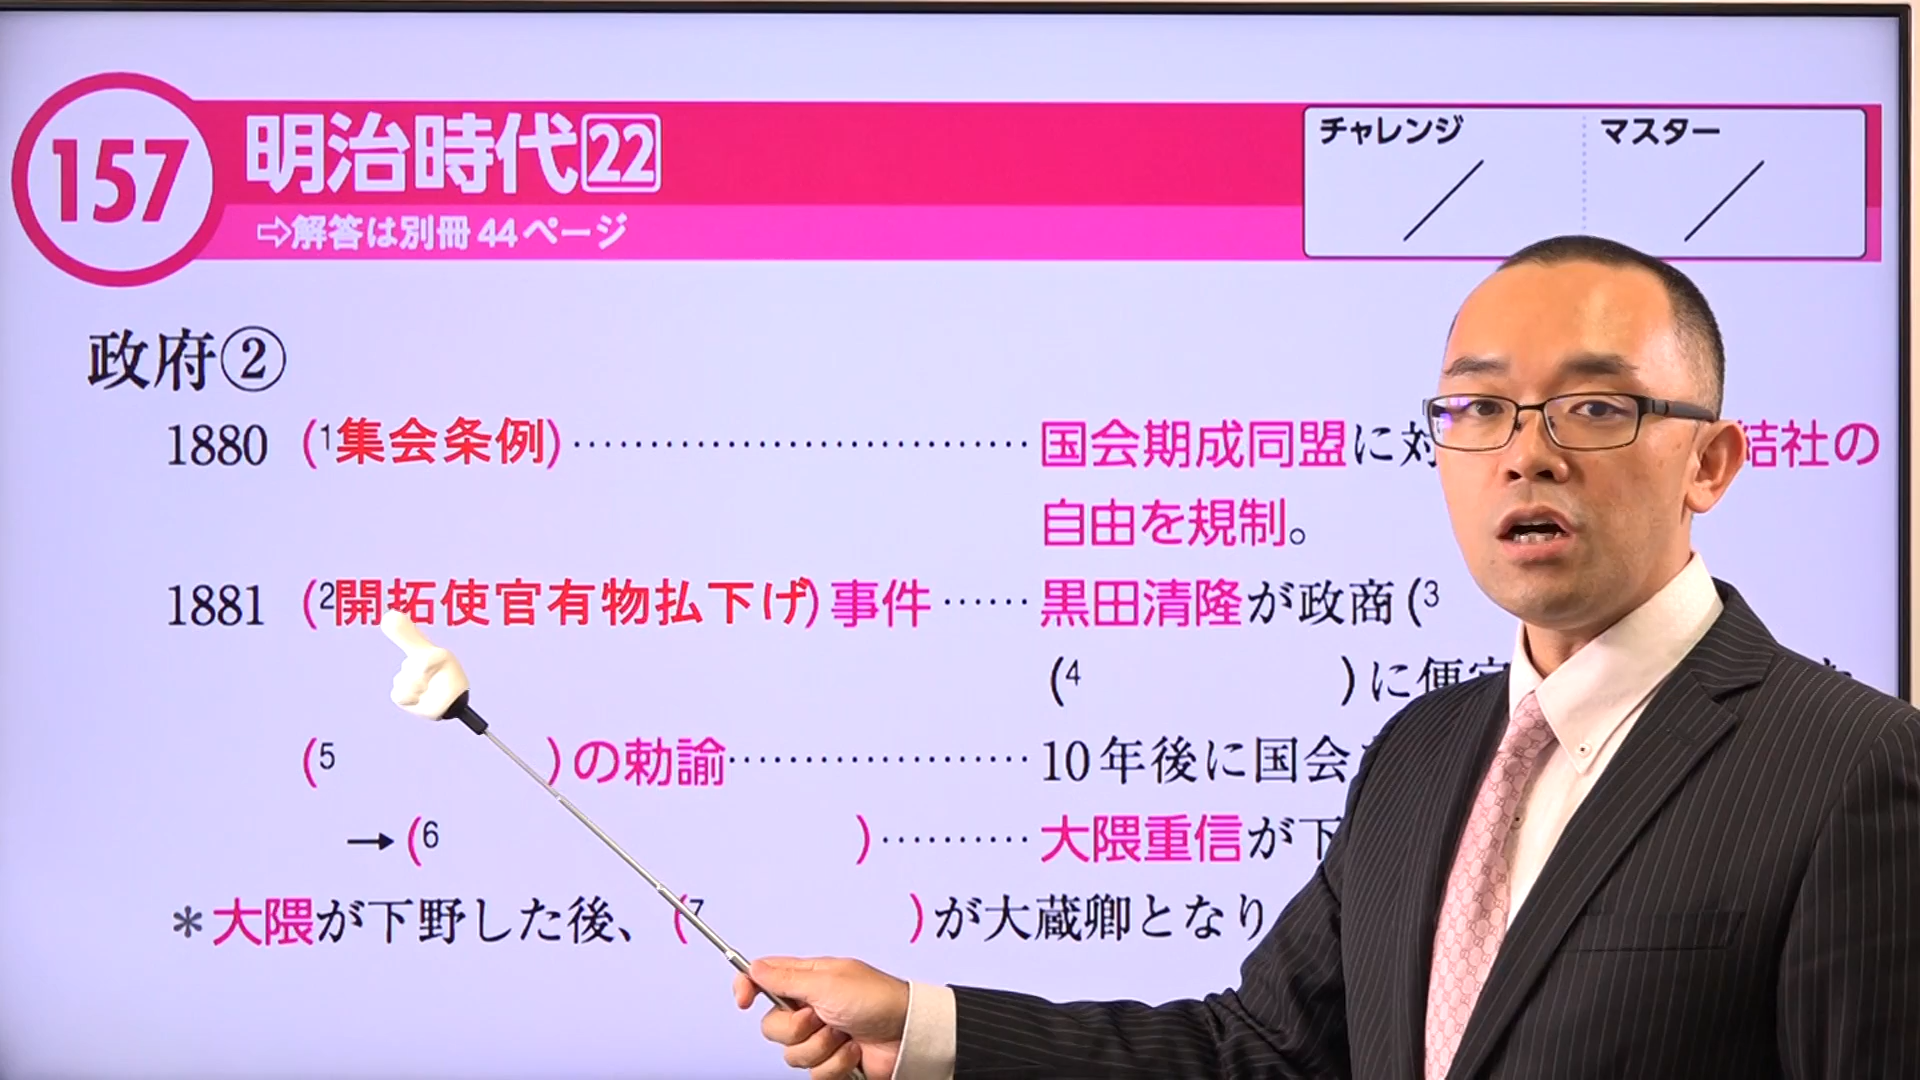 157
明治時代22
⇨解答は別冊44ページ
チャレンジ
マスター
政府②
1880 (1集会条例)……………………………国会期成同盟に対 結社の
自由を規制。
1881 (2開拓使官有物払下げ)事件……黒田清隆が政商(3
(4 )に便宜
(5 )の勅諭…………………10年後に国会
→(6 )…………大隈重信が下
*大隈が下野した後、(7 )が大蔵卿となり